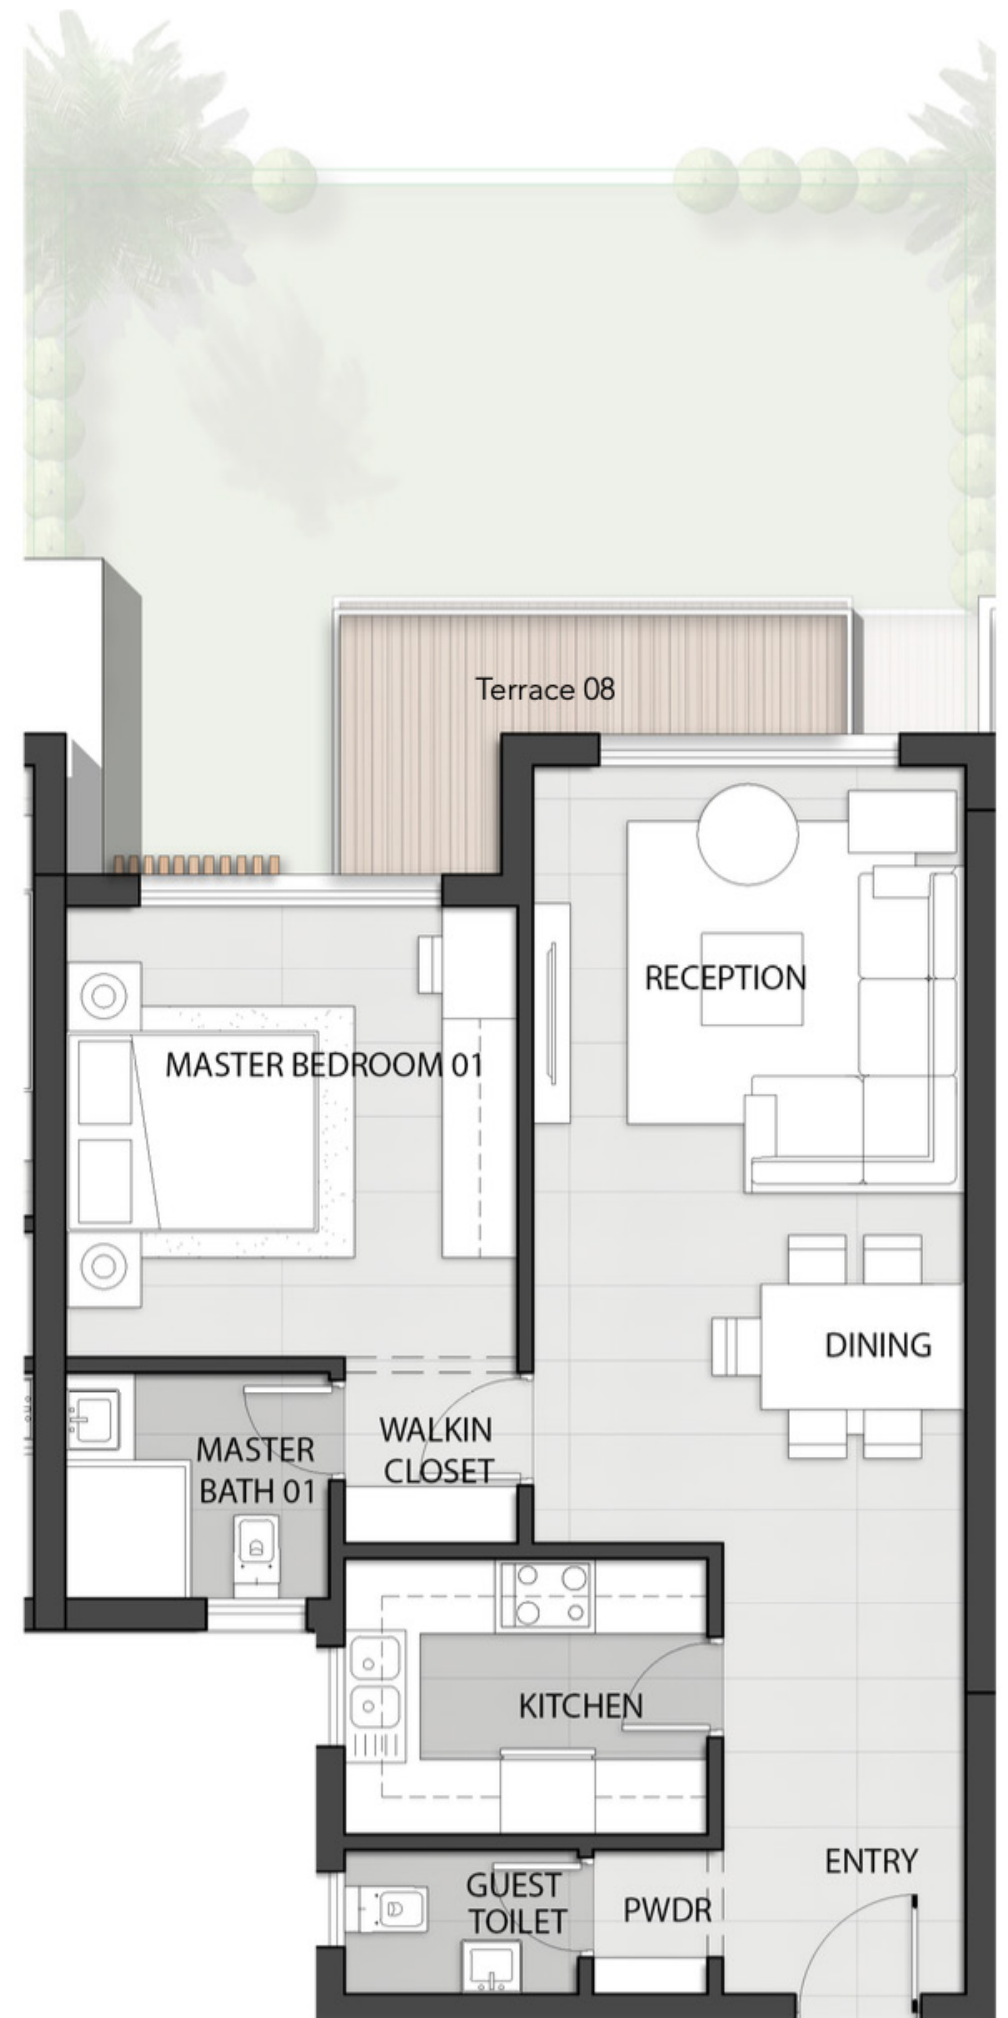 Terrace 08
RECEPTION
MASTER BEDROOM 01
DINING
WALKIN
CLOSET
MASTER
BATH 01
KITCHEN
ENTRY
GUEST
TOILET
PWDR